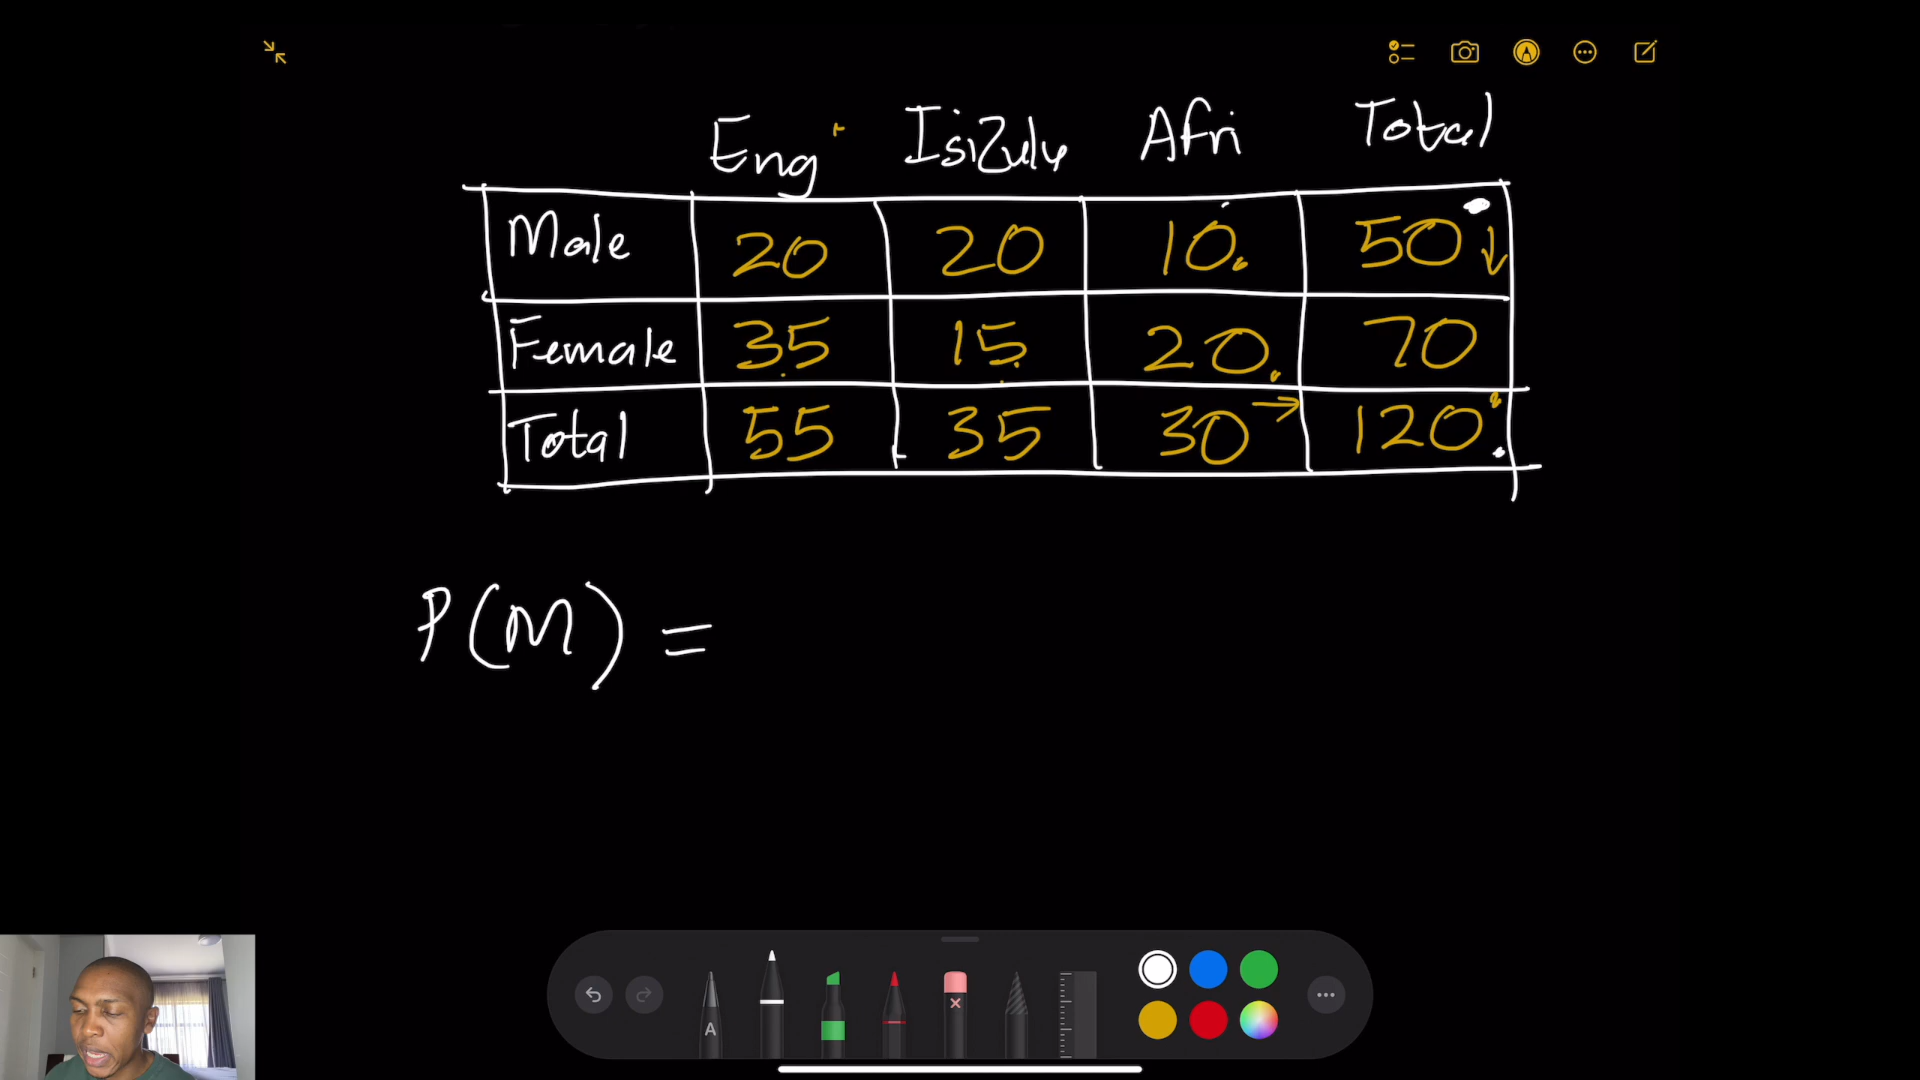 Eng Isizulu Afri Total
Male 20 20 10. 50
Female 35 15 20. 70
Total 55 35 30 → 120
P(M) =
A